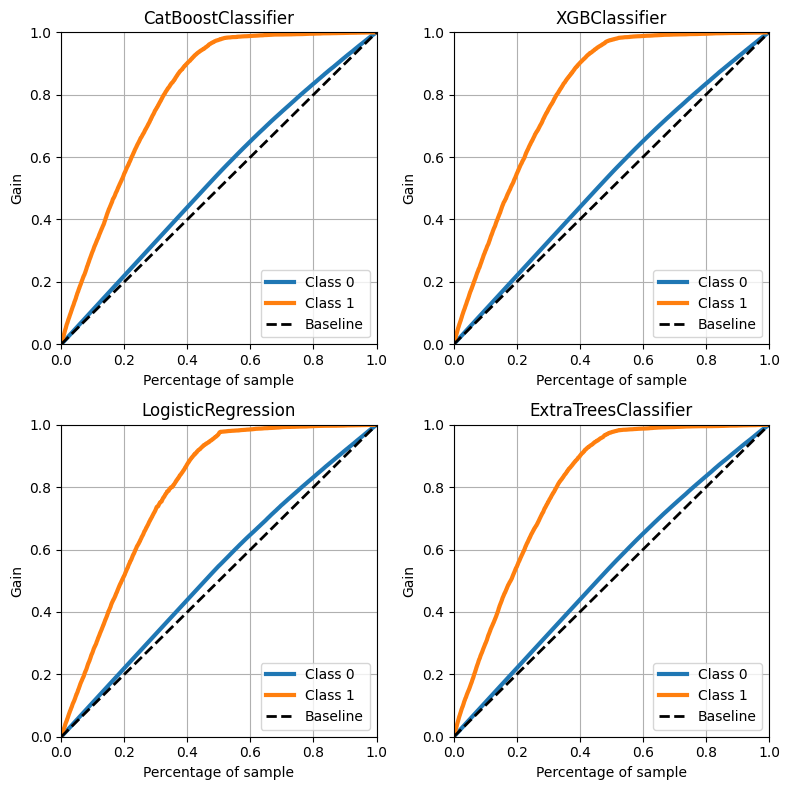 CatBoostClassifier
1.0
0.8
0.6
0.4
0.2
0.0
Gain
0.0 0.2 0.4 0.6 0.8 1.0
Percentage of sample
Class 0
Class 1
Baseline
XGBClassifier
1.0
0.8
0.6
0.4
0.2
0.0
Gain
0.0 0.2 0.4 0.6 0.8 1.0
Percentage of sample
Class 0
Class 1
Baseline
LogisticRegression
1.0
0.8
0.6
0.4
0.2
0.0
Gain
0.0 0.2 0.4 0.6 0.8 1.0
Percentage of sample
Class 0
Class 1
Baseline
ExtraTreesClassifier
1.0
0.8
0.6
0.4
0.2
0.0
Gain
0.0 0.2 0.4 0.6 0.8 1.0
Percentage of sample
Class 0
Class 1
Baseline